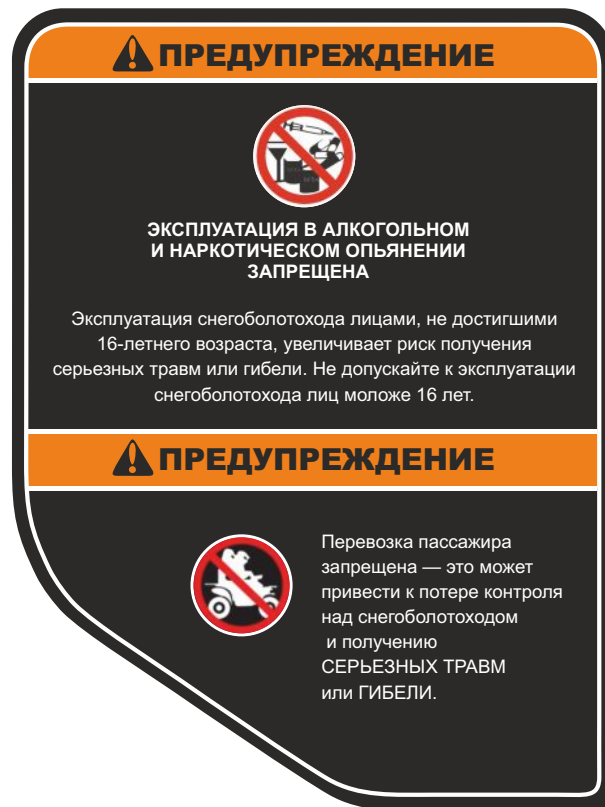 ПРЕДУПРЕЖДЕНИЕ
ЭКСПЛУАТАЦИЯ В АЛКОГОЛЬНОМ
И НАРКОТИЧЕСКОМ ОПЬЯНЕНИИ
ЗАПРЕЩЕНА
Эксплуатация снегоболотохода лицами, не достигшими
16-летнего возраста, увеличивает риск получения
серьезных травм или гибели. Не допускайте к эксплуатации
снегоболотохода лиц моложе 16 лет.
ПРЕДУПРЕЖДЕНИЕ
Перевозка пассажира
запрещена — это может
привести к потере контроля
над снегоболотоходом
и получению
СЕРЬЕЗНЫХ ТРАВМ
или ГИБЕЛИ.